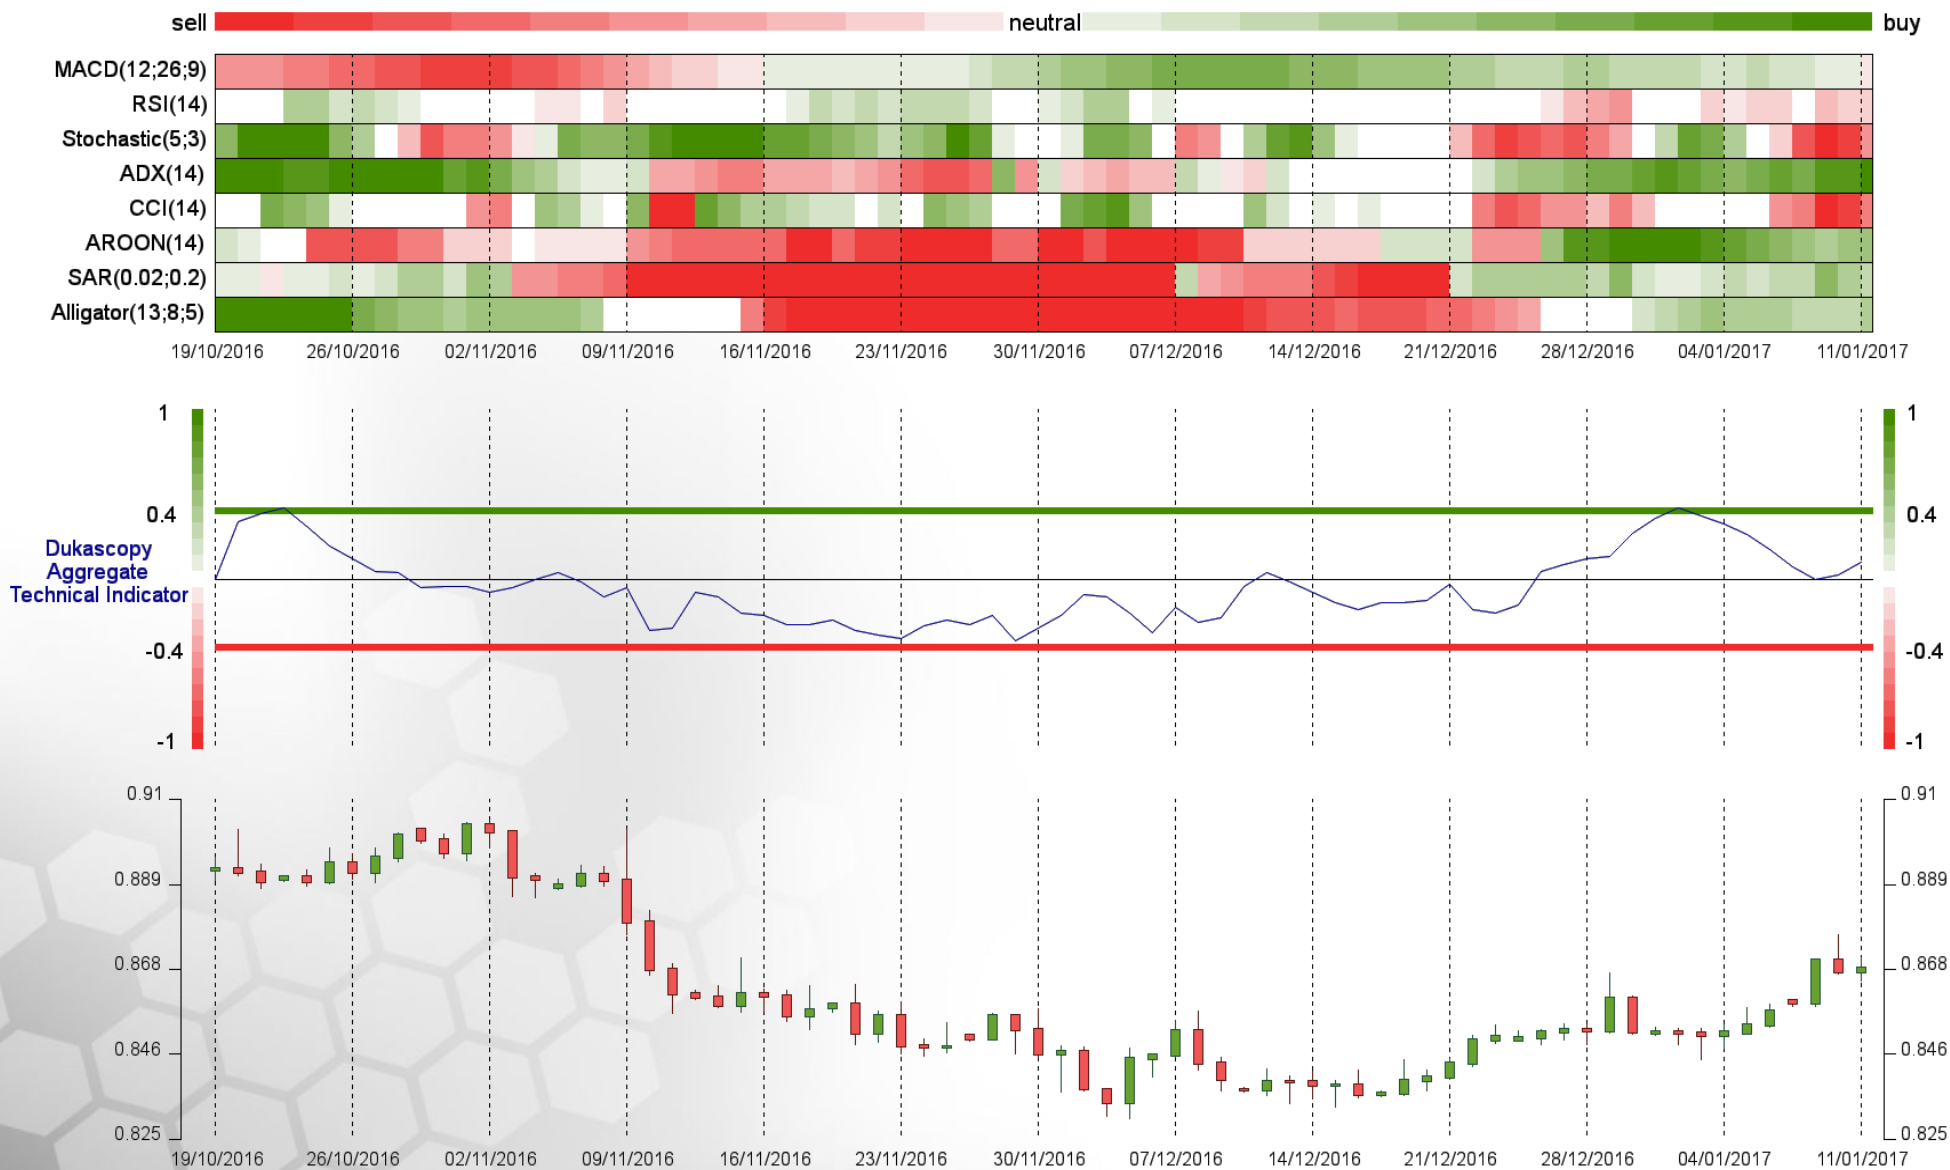 sell neutral buy
MACD(12;26;9)
RSI(14)
Stochastic(5;3)
ADX(14)
CCI(14)
AROON(14)
SAR(0.02;0.2)
Alligator(13;8;5)
19/10/2016 26/10/2016 02/11/2016 09/11/2016 16/11/2016 23/11/2016 30/11/2016 07/12/2016 14/12/2016 21/12/2016 28/12/2016 04/01/2017 11/01/2017
1 1
0.4 0.4
Dukascopy
Aggregate
Technical Indicator
-0.4 -0.4
-1 -1
0.91 0.91
0.889 0.889
0.868 0.868
0.846 0.846
0.825 0.825
19/10/2016 26/10/2016 02/11/2016 09/11/2016 16/11/2016 23/11/2016 30/11/2016 07/12/2016 14/12/2016 21/12/2016 28/12/2016 04/01/2017 11/01/2017